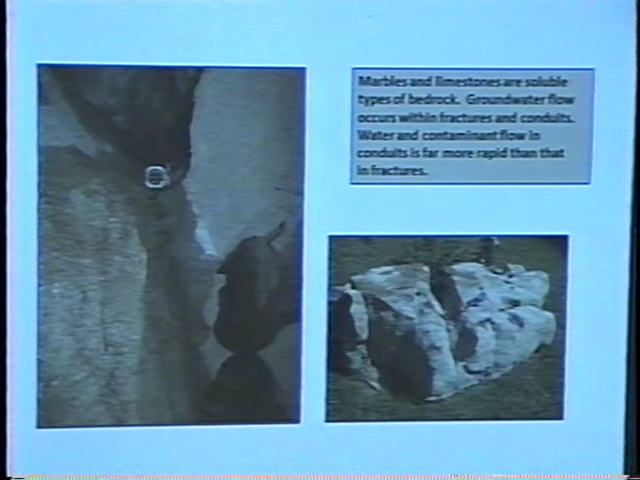 Marbles and limestones are soluble
types of bedrock. Groundwater flow
occurs within fractures and conduits.
Water and contaminant flow in
conduits is far more rapid than that
in fractures.